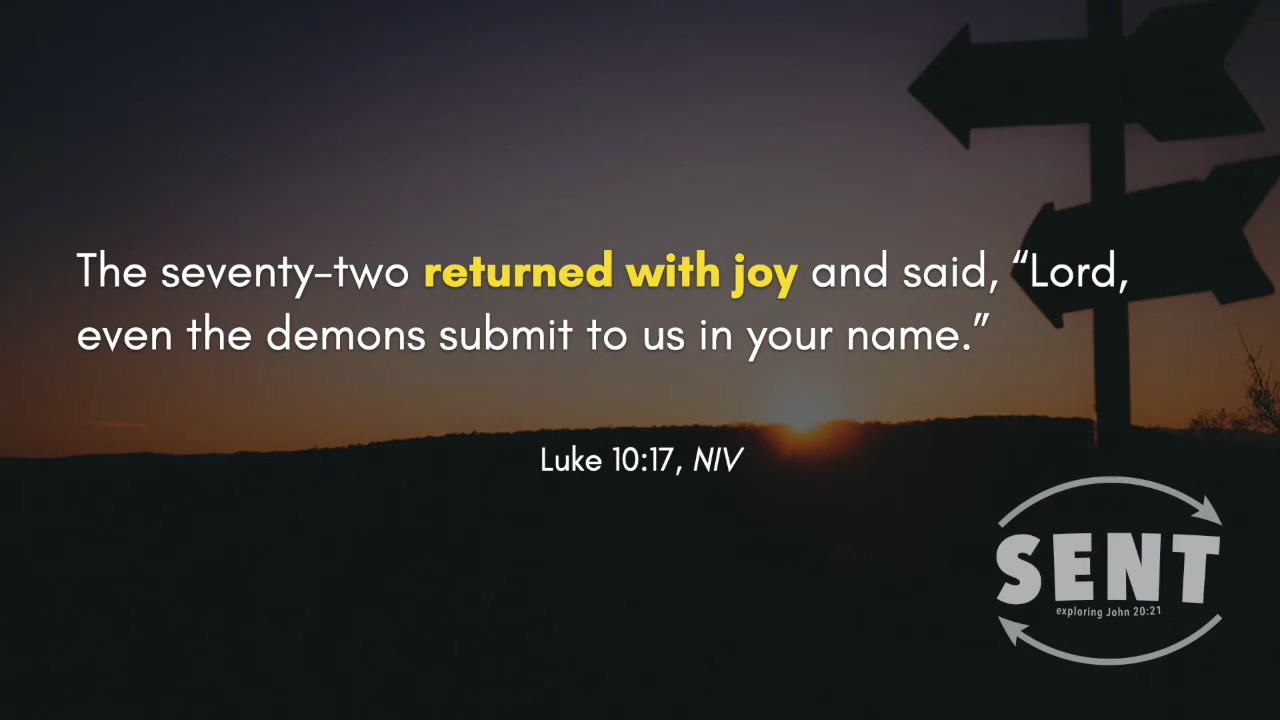 The seventy-two returned with joy and said, “Lord,
even the demons submit to us in your name.”
Luke 10:17, NIV
SENT
exploring John 20:21